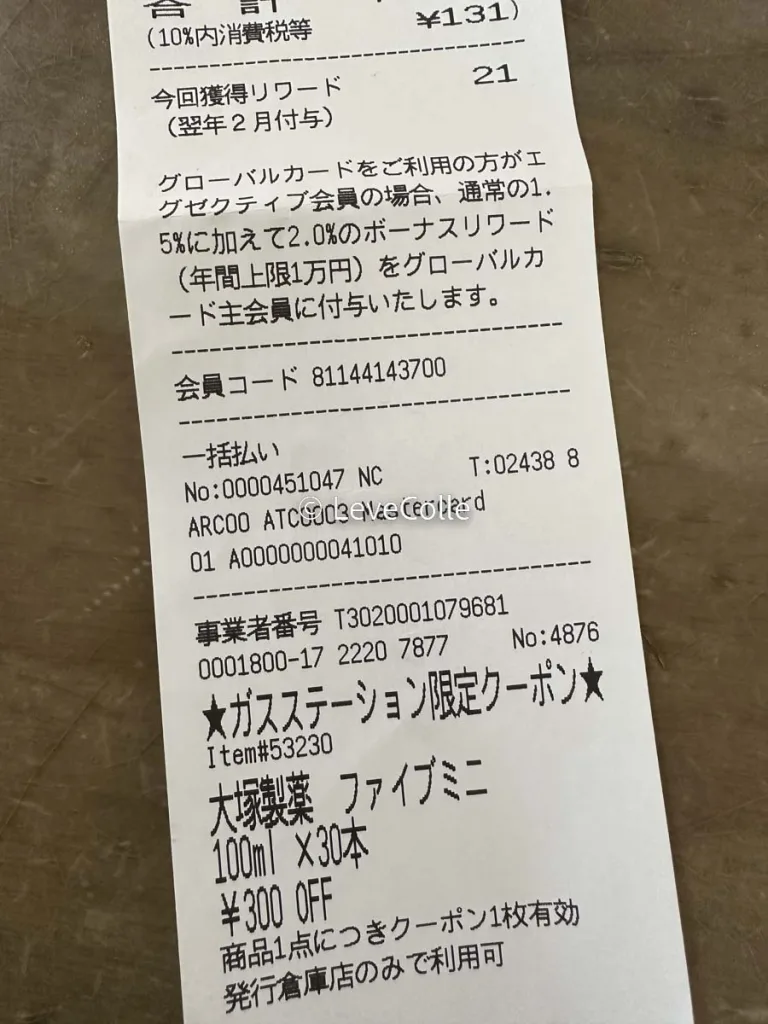 合 計
(10%内消費税等 ¥131)
今回獲得リワード 21
(翌年2月付与)
グローバルカードをご利用の方がエ
グゼクティブ会員の場合、通常の1.
5%に加えて2.0%のボーナスリワード
(年間上限1万円)をグローバルカ
ード主会員に付与いたします。
会員コード 81144143700
一括払い
No:0000451047 NC T:02438 8
ARC00 ATC0003 Mastercard
01 A0000000041010
© LeveColle
事業者番号 T3020001079681
0001800-17 2220 7877 No:4876
★ガスステーション限定クーポン★
Item#53230
大塚製薬 ファイブミニ
100ml ×30本
¥300 OFF
商品1点につきクーポン1枚有効
発行倉庫店のみで利用可